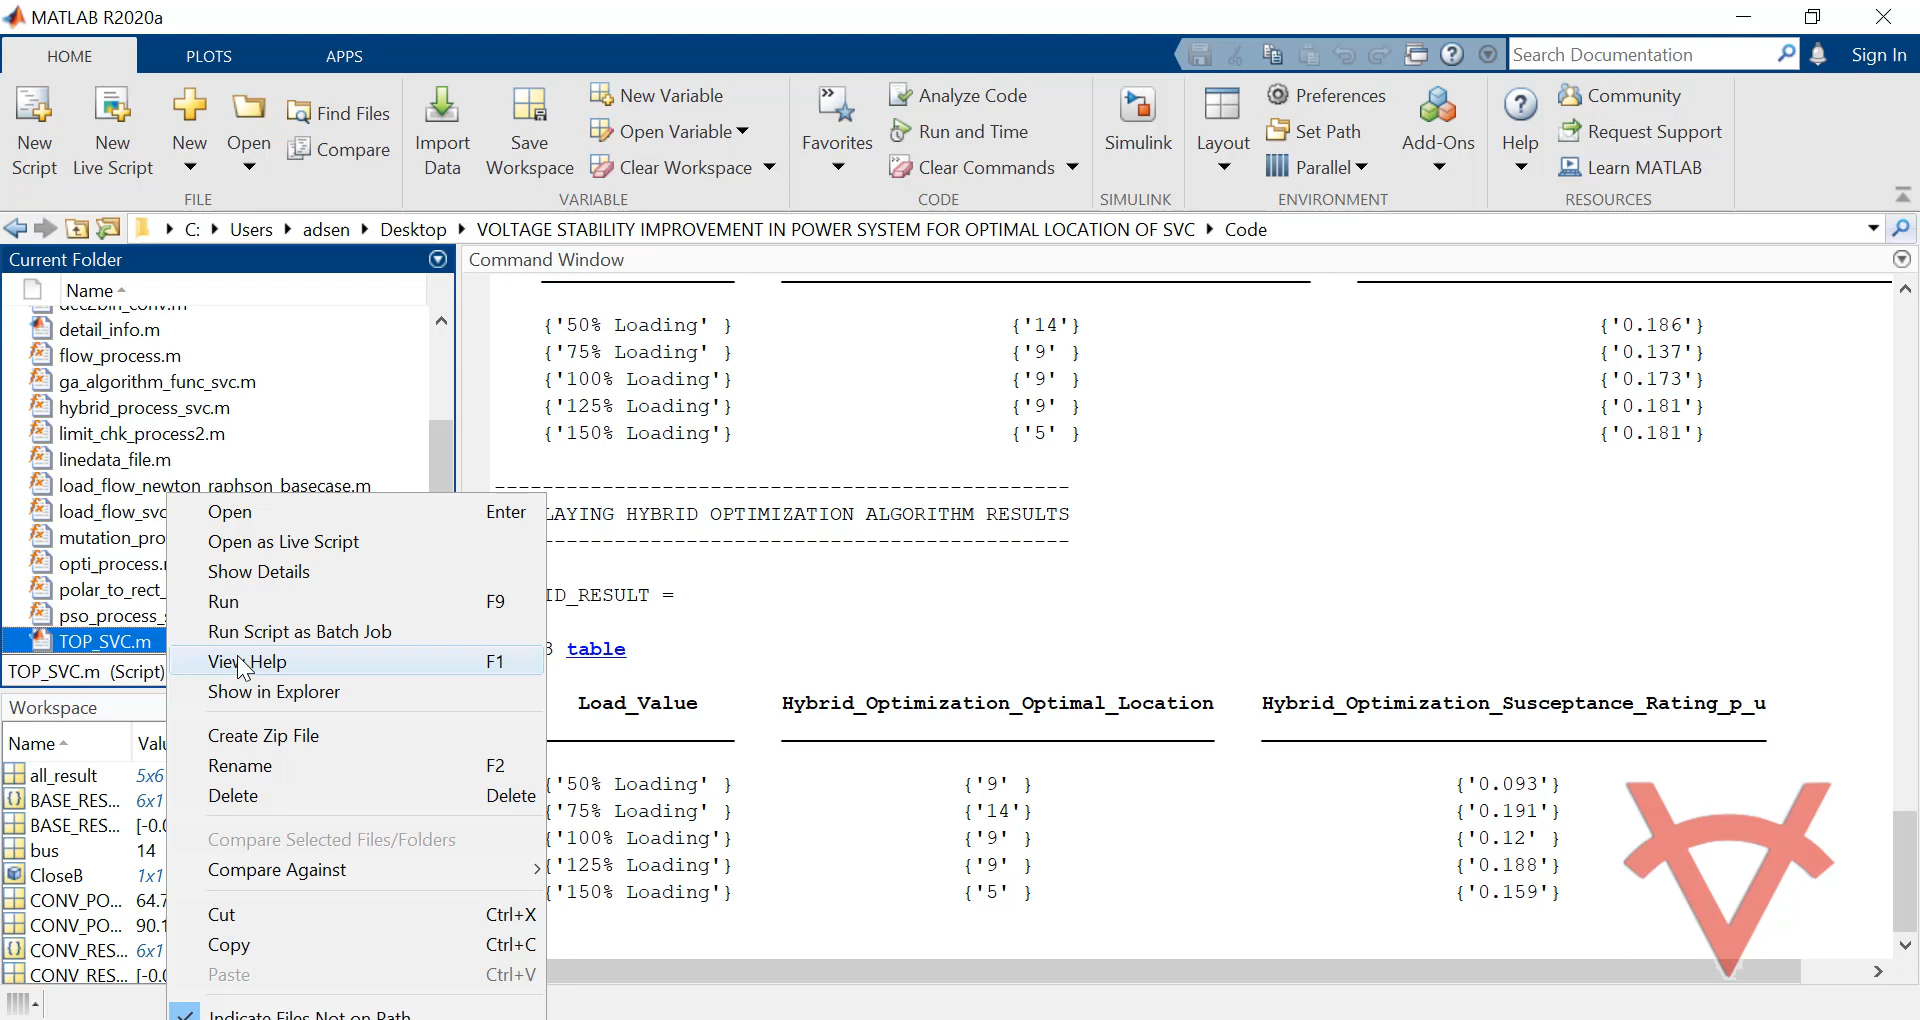 MATLAB R2020a
HOME
PLOTS
APPS
Search Documentation
Sign In
New Script
New Live Script
New
Open
Find Files
Compare
FILE
Import Data
Save Workspace
New Variable
Open Variable
Clear Workspace
VARIABLE
Favorites
Analyze Code
Run and Time
Clear Commands
CODE
Simulink
SIMULINK
Layout
Preferences
Set Path
Parallel
Add-Ons
ENVIRONMENT
Help
Community
Request Support
Learn MATLAB
RESOURCES
C: Users adsen Desktop VOLTAGE STABILITY IMPROVEMENT IN POWER SYSTEM FOR OPTIMAL LOCATION OF SVC Code
Current Folder
Name
detail_info.m
flow_process.m
ga_algorithm_func_svc.m
hybrid_process_svc.m
limit_chk_process2.m
linedata_file.m
load_flow_newton_raphson_basecase.m
load_flow_svc
mutation_pro
opti_process.
polar_to_rect_
pso_process_
TOP_SVC.m
TOP_SVC.m (Script)
Workspace
Name Valu
all_result 5x6
BASE_RES... 6x1
BASE_RES... [-0.0
bus 14
CloseB 1x1
CONV_PO... 64.7
CONV_PO... 90.1
CONV_RES... 6x1
CONV_RES... [-0.0
Open Enter
Open as Live Script
Show Details
Run F9
Run Script as Batch Job
View Help F1
Show in Explorer
Create Zip File
Rename F2
Delete Delete
Compare Selected Files/Folders
Compare Against
Cut Ctrl+X
Copy Ctrl+C
Paste Ctrl+V
Indicate Files Not on Path
Command Window
{'50% Loading' } {'14'} {'0.186'}
{'75% Loading' } {'9' } {'0.137'}
{'100% Loading'} {'9' } {'0.173'}
{'125% Loading'} {'9' } {'0.181'}
{'150% Loading'} {'5' } {'0.181'}
LAYING HYBRID OPTIMIZATION ALGORITHM RESULTS
ID_RESULT =
3 table
Load_Value Hybrid_Optimization_Optimal_Location Hybrid_Optimization_Susceptance_Rating_p_u
{'50% Loading' } {'9' } {'0.093'}
{'75% Loading' } {'14'} {'0.191'}
{'100% Loading'} {'9' } {'0.12' }
{'125% Loading'} {'9' } {'0.188'}
{'150% Loading'} {'5' } {'0.159'}